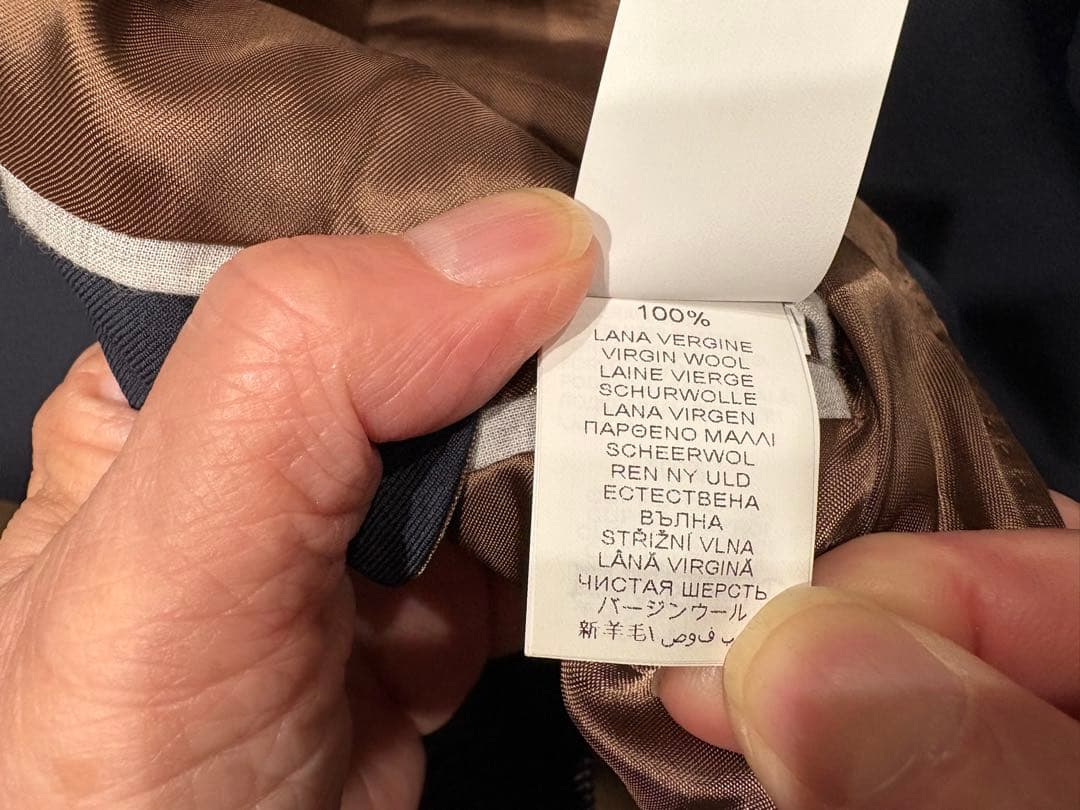 100%
LANA VERGINE
VIRGIN WOOL
LAINE VIERGE
SCHURWOLLE
LANA VIRGEN
ΠΑΡΘΕΝΟ ΜΑΛΛΙ
SCHEERWOL
REN NY ULD
ЕСТЕСТВЕНА
ВЪЛНА
STŘIŽNÍ VLNA
LÂNĂ VIRGINĂ
ЧИСТАЯ ШЕРСТЬ
バージンウール
新羊毛\ فوص